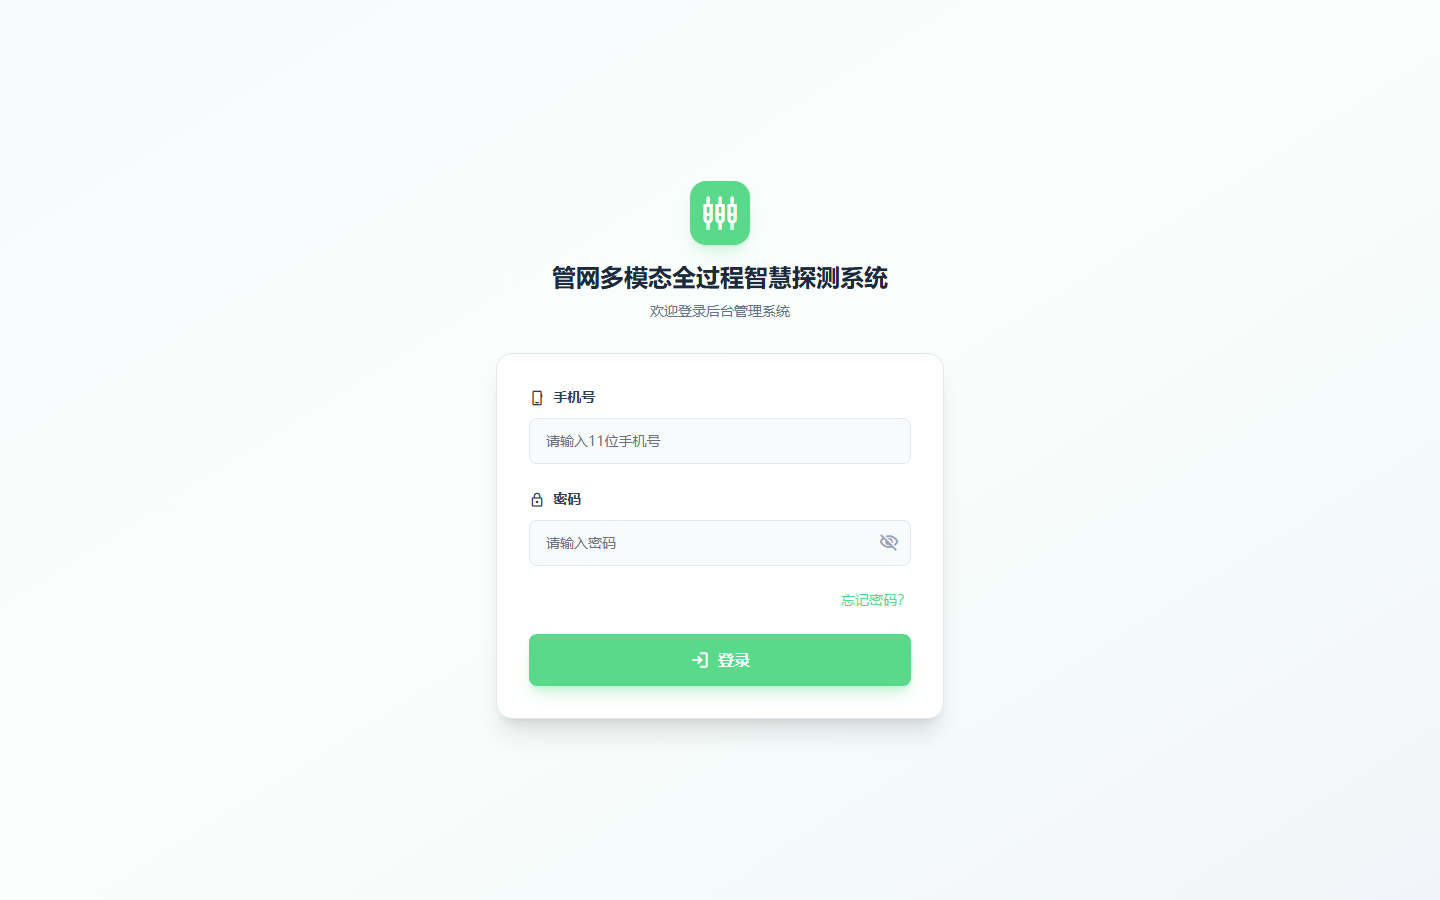 管网多模态全过程智慧探测系统
欢迎登录后台管理系统
手机号
请输入11位手机号
密码
请输入密码
忘记密码?
登录